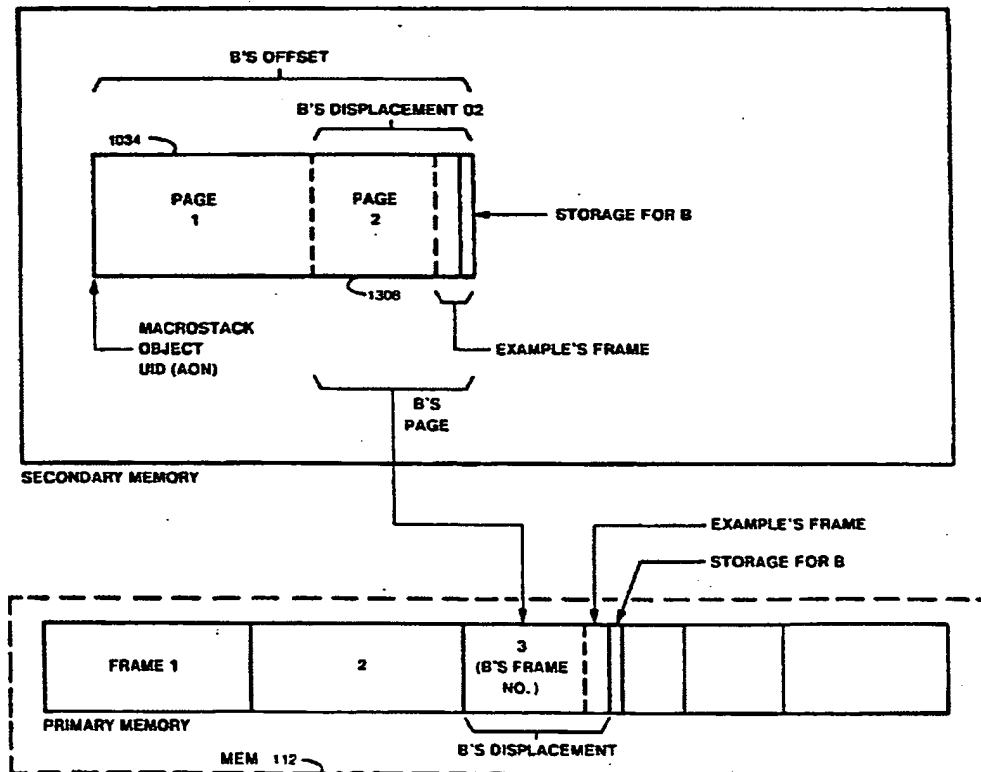 B'S OFFSET
B'S DISPLACEMENT 02
1034
PAGE
1
PAGE
2
STORAGE FOR B
1308
MACROSTACK
OBJECT
UID (AON)
EXAMPLE'S FRAME
B'S
PAGE
SECONDARY MEMORY
EXAMPLE'S FRAME
STORAGE FOR B
FRAME 1
2
3
(B'S FRAME
NO.)
PRIMARY MEMORY
B'S DISPLACEMENT
MEM 112